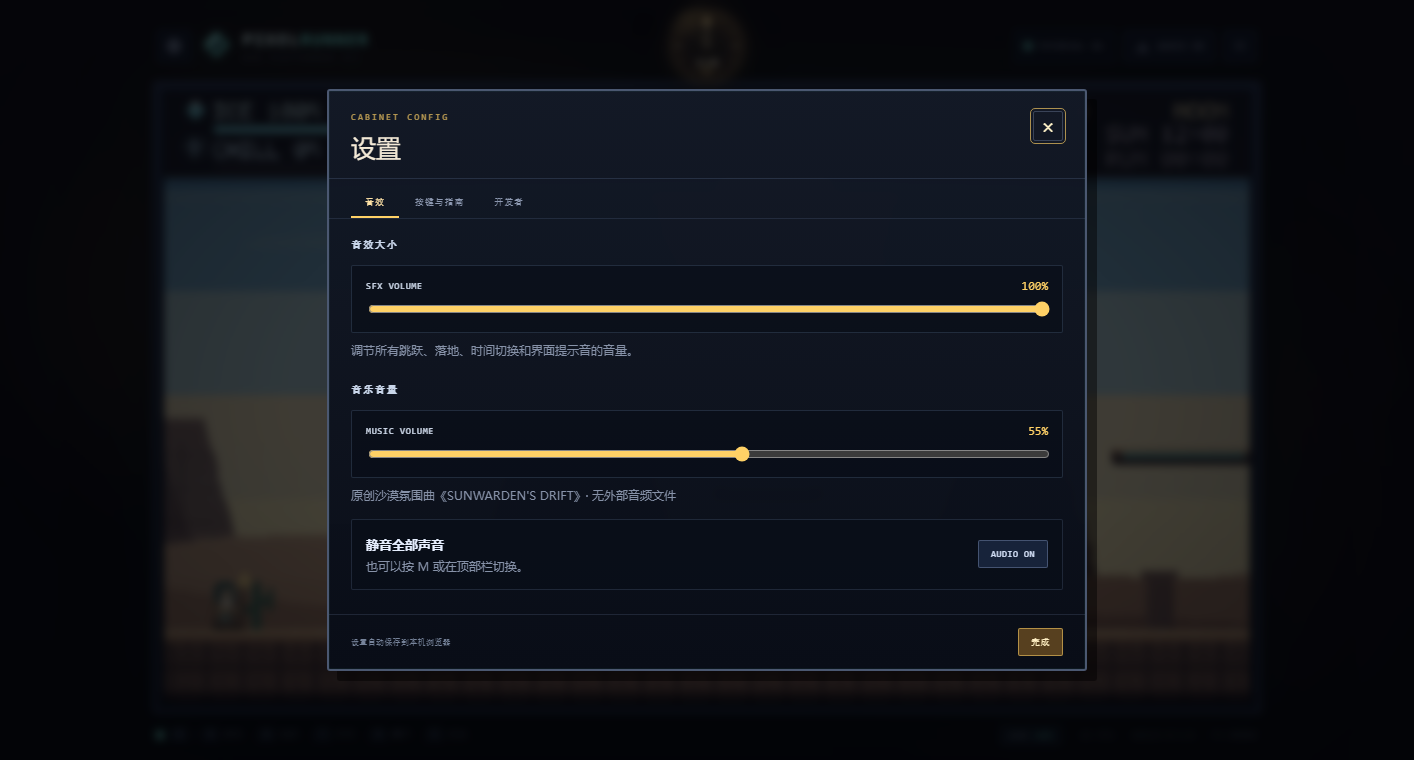 CABINET CONFIG
设置
音效 按键与指南 开发者
音效大小
SFX VOLUME 100%
调节所有跳跃、落地、时间切换和界面提示音的音量。
音乐音量
MUSIC VOLUME 55%
原创沙漠氛围曲《SUNWARDEN'S DRIFT》· 无外部音频文件
静音全部声音
也可以按 M 或在顶部栏切换。
AUDIO ON
设置自动保存到本机浏览器
完成